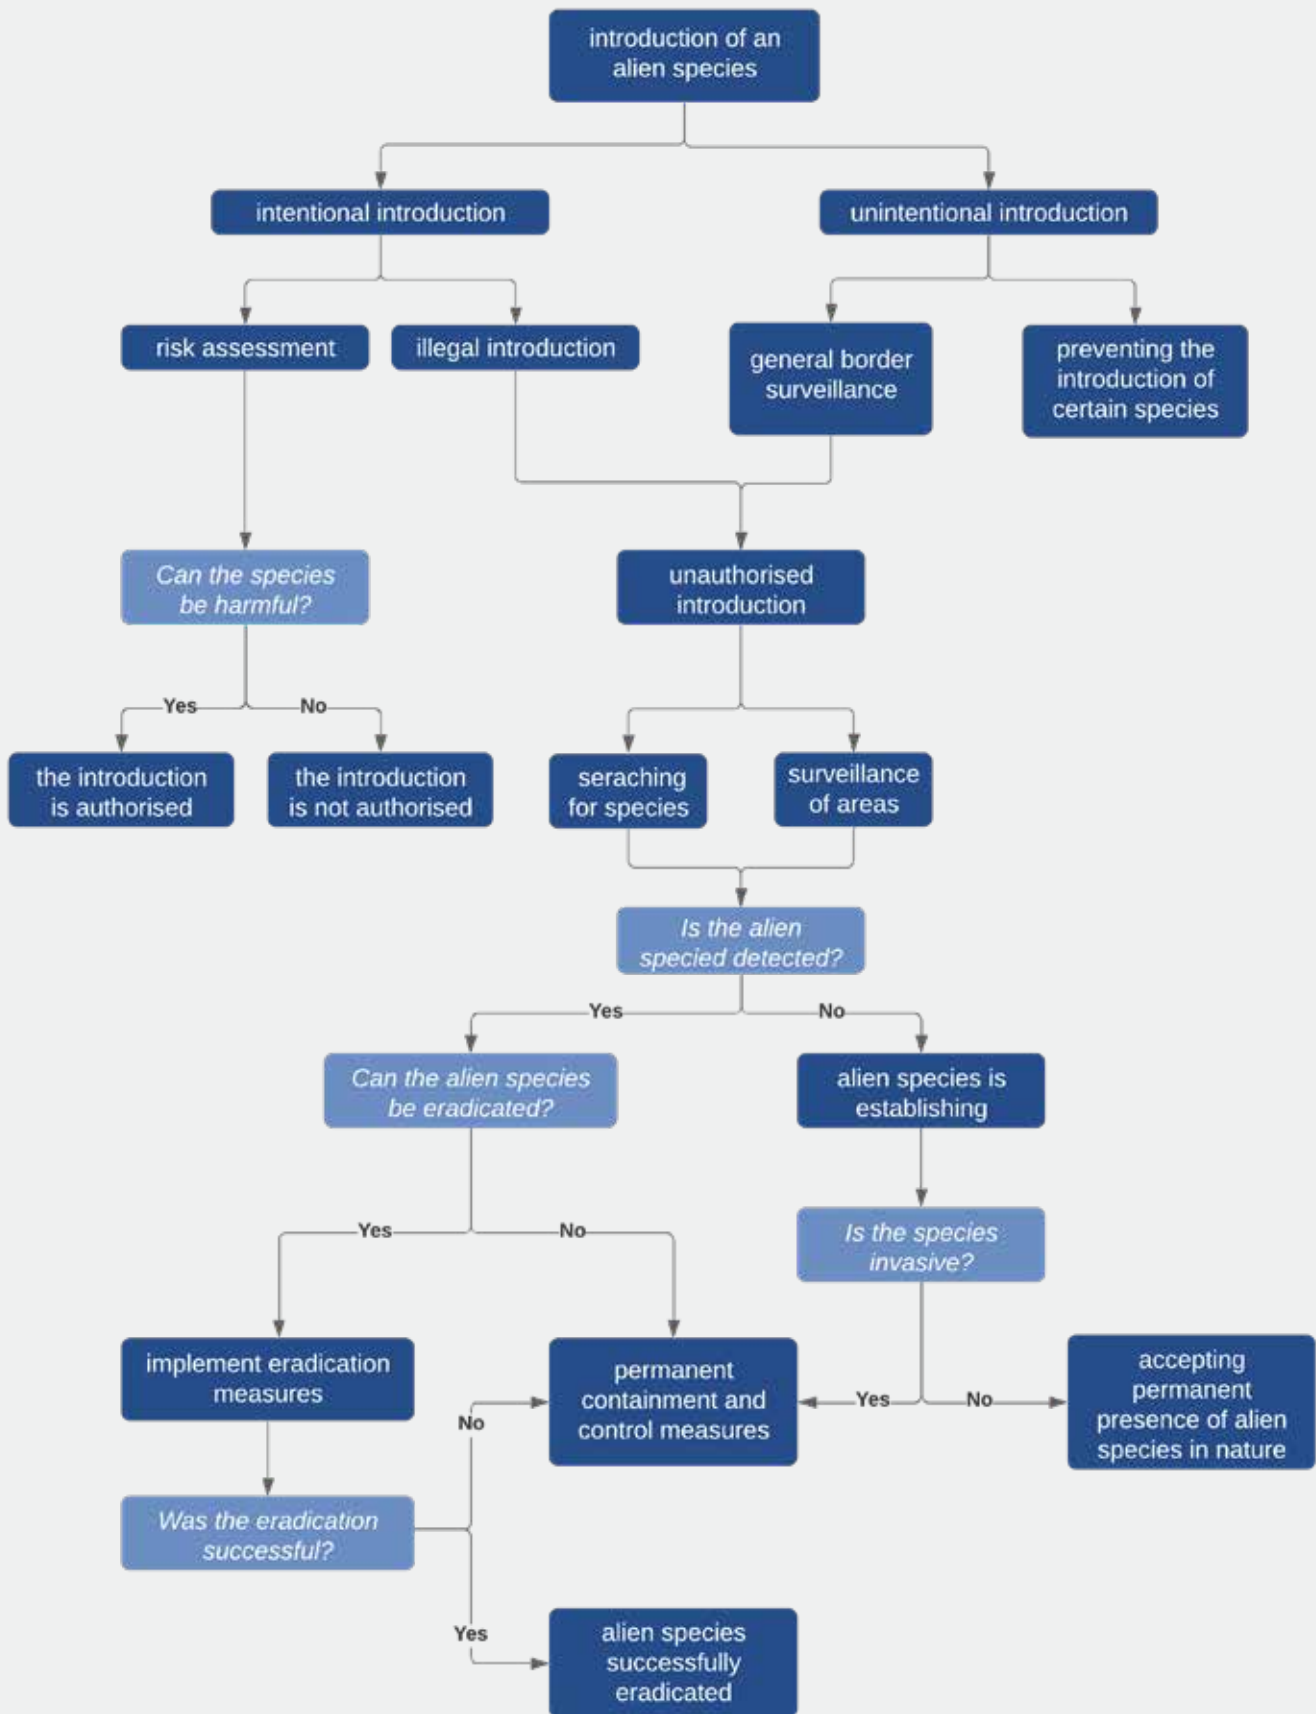 introduction of an
alien species
intentional introduction
unintentional introduction
risk assessment
illegal introduction
general border
surveillance
preventing the
introduction of
certain species
Can the species
be harmful?
unauthorised
introduction
Yes
No
the introduction
is authorised
the introduction
is not authorised
seraching
for species
surveillance
of areas
Is the alien
specied detected?
Yes
No
Can the alien species
be eradicated?
alien species is
establishing
Yes
No
Is the species
invasive?
implement eradication
measures
permanent
containment and
control measures
Yes
No
accepting
permanent
presence of alien
species in nature
No
Was the eradication
successful?
Yes
alien species
successfully
eradicated